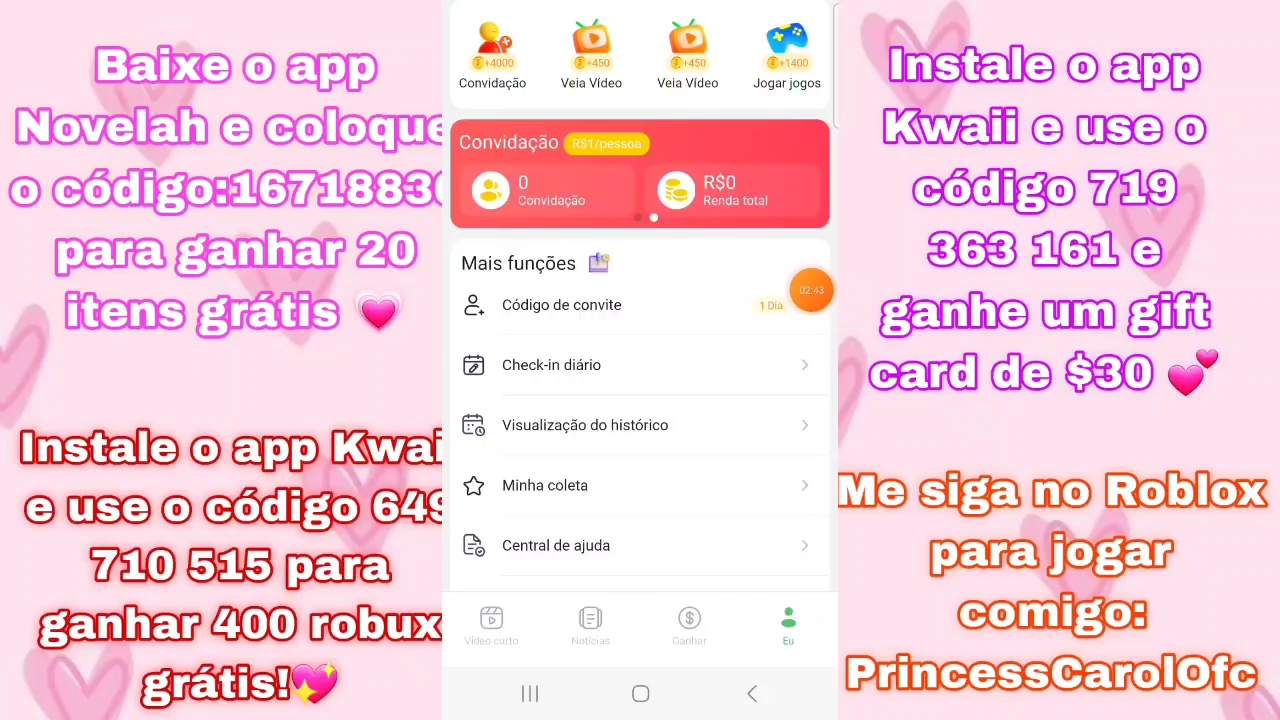 Baixe o app
Novelah e coloque
o código:1671883
para ganhar 20
itens grátis 💗
Instale o app Kwai
e use o código 649
710 515 para
ganhar 400 robux
grátis!💖
+4000
+450
+450
+1400
Convidação
Veia Vídeo
Veia Vídeo
Jogar jogos
Convidação R$1/pessoa
0
Convidação
R$0
Renda total
Mais funções
Código de convite
1 Dia
02:43
Check-in diário
Visualização do histórico
Minha coleta
Central de ajuda
Vídeo curto
Notícias
Ganhar
Eu
Instale o app
Kwaii e use o
código 719
363 161 e
ganhe um gift
card de $30 💕
Me siga no Roblox
para jogar
comigo:
PrincessCarolOfc